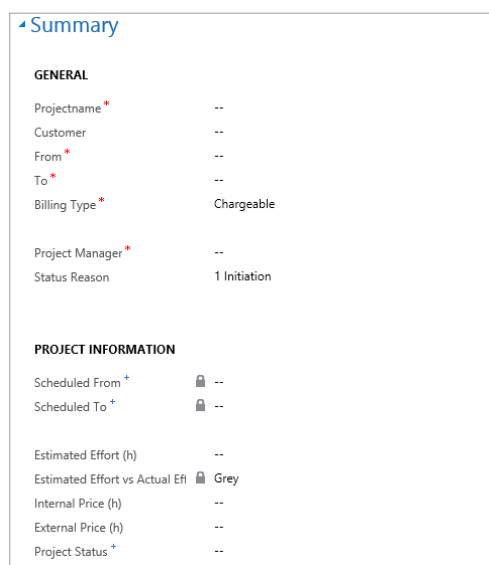 Summary
GENERAL
Projectname* --
Customer --
From* --
To* --
Billing Type* Chargeable
Project Manager* --
Status Reason 1 Initiation
PROJECT INFORMATION
Scheduled From+ --
Scheduled To+ --
Estimated Effort (h) --
Estimated Effort vs Actual Eff Grey
Internal Price (h) --
External Price (h) --
Project Status+ --